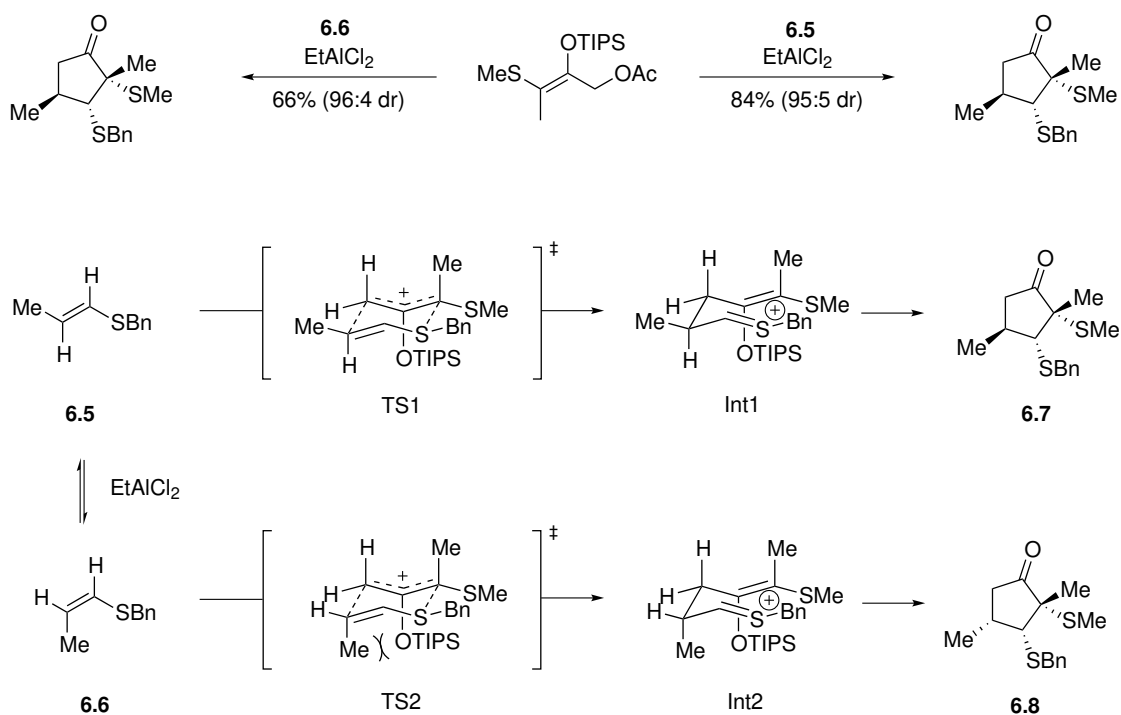 O
Me
SMe
Me
SBn
6.6
EtAlCl2
66% (96:4 dr)
OTIPS
MeS
OAc
6.5
EtAlCl2
84% (95:5 dr)
O
Me
SMe
Me
SBn
H
Me
SBn
H
6.5
H
Me
H
+
SMe
Me
S
Bn
H
OTIPS
‡
TS1
H
Me
H
SMe
+
Me
S
Bn
H
OTIPS
Int1
O
Me
SMe
Me
SBn
6.7
EtAlCl2
H
H
SBn
Me
6.6
H
Me
H
+
SMe
H
S
Bn
Me
OTIPS
‡
TS2
H
Me
H
SMe
+
H
S
Bn
Me
OTIPS
Int2
O
Me
SMe
Me
SBn
6.8